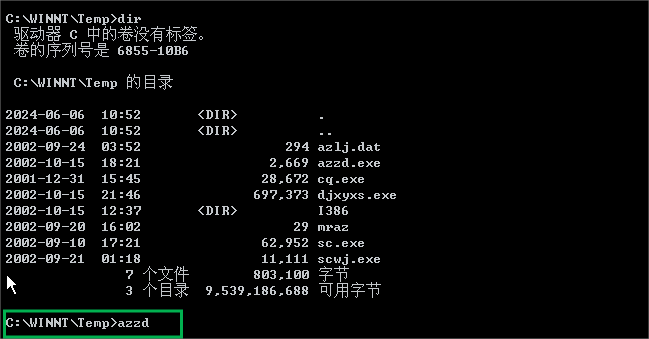 C:\WINNT\Temp>dir
驱动器 C 中的卷没有标签。
卷的序列号是 6855-10B6
C:\WINNT\Temp 的目录
2024-06-06  10:52       <DIR>          .
2024-06-06  10:52       <DIR>          ..
2002-09-24  03:52                  294 azlj.dat
2002-10-15  18:21                2,669 azzd.exe
2001-12-31  15:45               28,672 cq.exe
2002-10-15  21:46              697,373 djxyxs.exe
2002-10-15  12:37       <DIR>          I386
2002-09-20  16:02                   29 mraz
2002-09-10  17:21               62,952 sc.exe
2002-09-21  01:18               11,111 scwj.exe
7 个文件        803,100 字节
3 个目录  9,539,186,688 可用字节
C:\WINNT\Temp>azzd